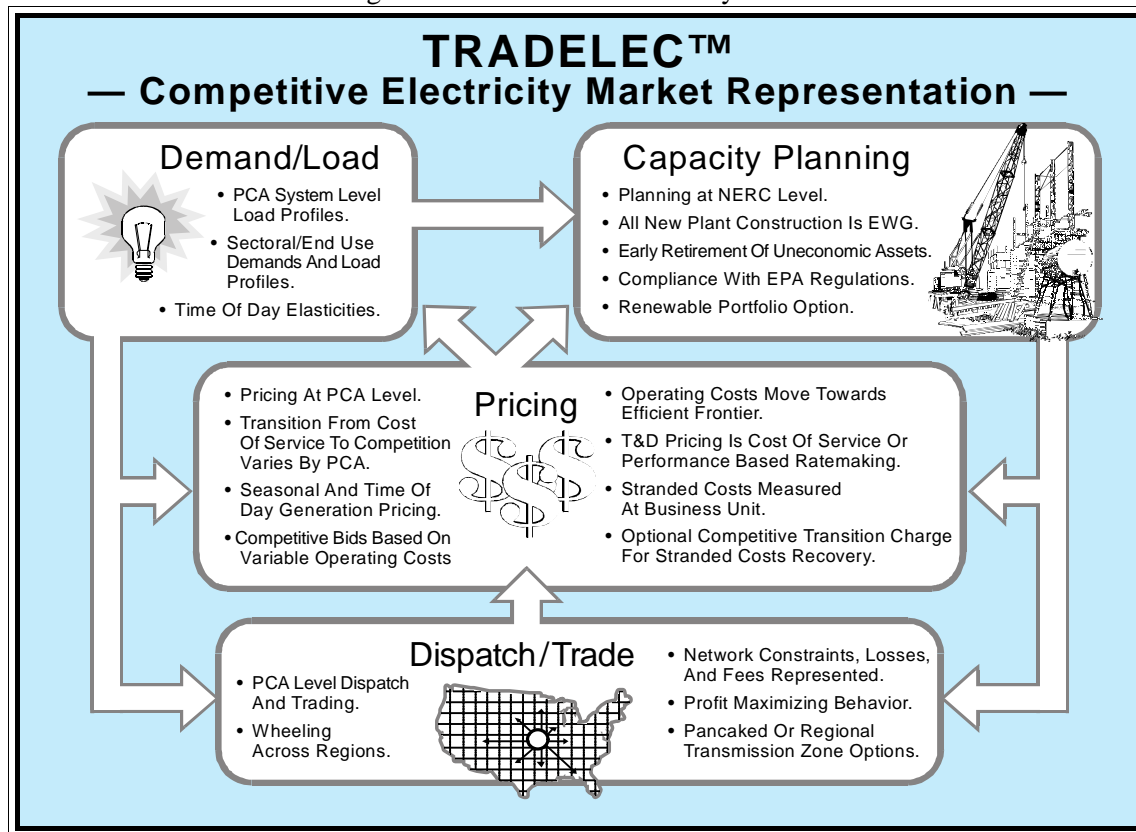 TRADELEC™
— Competitive Electricity Market Representation —
Demand/Load
• PCA System Level
Load Profiles.
• Sectoral/End Use
Demands And Load
Profiles.
• Time Of Day Elasticities.
Capacity Planning
• Planning at NERC Level.
• All New Plant Construction Is EWG.
• Early Retirement Of Uneconomic Assets.
• Compliance With EPA Regulations.
• Renewable Portfolio Option.
Pricing
• Pricing At PCA Level.
• Transition From Cost
Of Service To Competition
Varies By PCA.
• Seasonal And Time Of
Day Generation Pricing.
• Competitive Bids Based On
Variable Operating Costs
$$$
• Operating Costs Move Towards
Efficient Frontier.
• T&D Pricing Is Cost Of Service Or
Performance Based Ratemaking.
• Stranded Costs Measured
At Business Unit.
• Optional Competitive Transition Charge
For Stranded Costs Recovery.
Dispatch/Trade
• PCA Level Dispatch
And Trading.
• Wheeling
Across Regions.
• Network Constraints, Losses,
And Fees Represented.
• Profit Maximizing Behavior.
• Pancaked Or Regional
Transmission Zone Options.